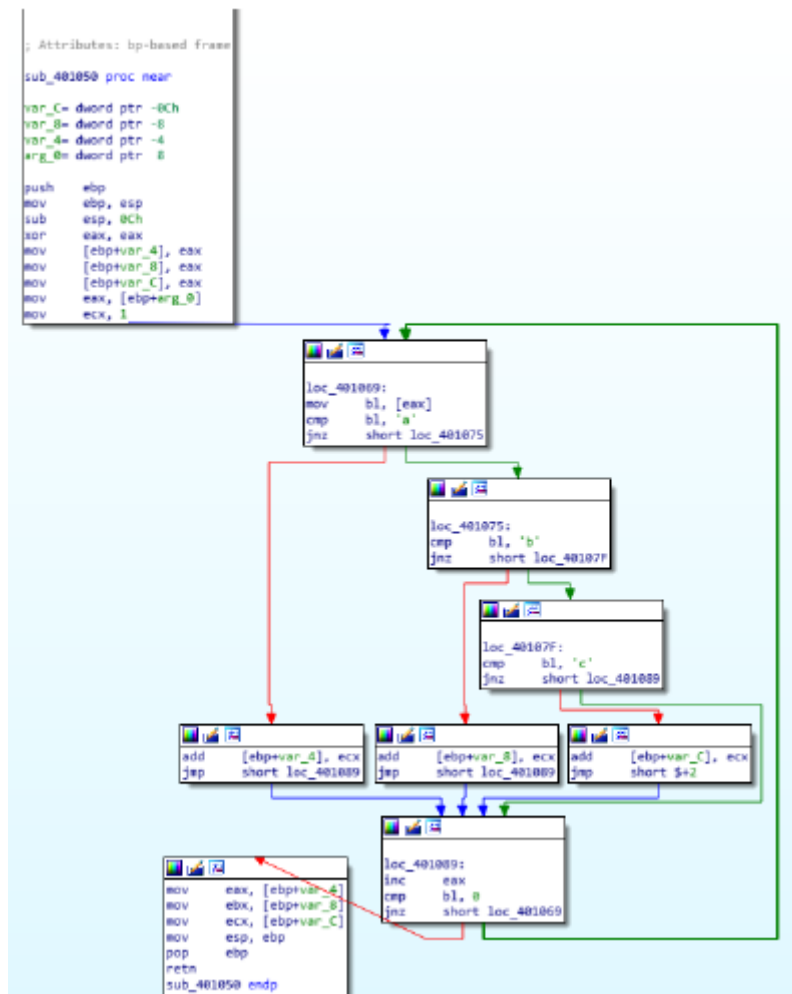 ; Attributes: bp-based frame
sub_401050 proc near
var_C= dword ptr -0Ch
var_8= dword ptr -8
var_4= dword ptr -4
arg_0= dword ptr  8
push    ebp
mov     ebp, esp
sub     esp, 0Ch
xor     eax, eax
mov     [ebp+var_4], eax
mov     [ebp+var_8], eax
mov     [ebp+var_C], eax
mov     eax, [ebp+arg_0]
mov     ecx, 1
loc_401069:
mov     bl, [eax]
cmp     bl, 'a'
jnz     short loc_401075
loc_401075:
cmp     bl, 'b'
jnz     short loc_40107F
loc_40107F:
cmp     bl, 'c'
jnz     short loc_401089
add     [ebp+var_4], ecx
jmp     short loc_401089
add     [ebp+var_8], ecx
jmp     short loc_401089
add     [ebp+var_C], ecx
jmp     short $+2
loc_401089:
inc     eax
cmp     bl, 0
jnz     short loc_401069
mov     eax, [ebp+var_4]
mov     ebx, [ebp+var_8]
mov     ecx, [ebp+var_C]
mov     esp, ebp
pop     ebp
retn
sub_401050 endp